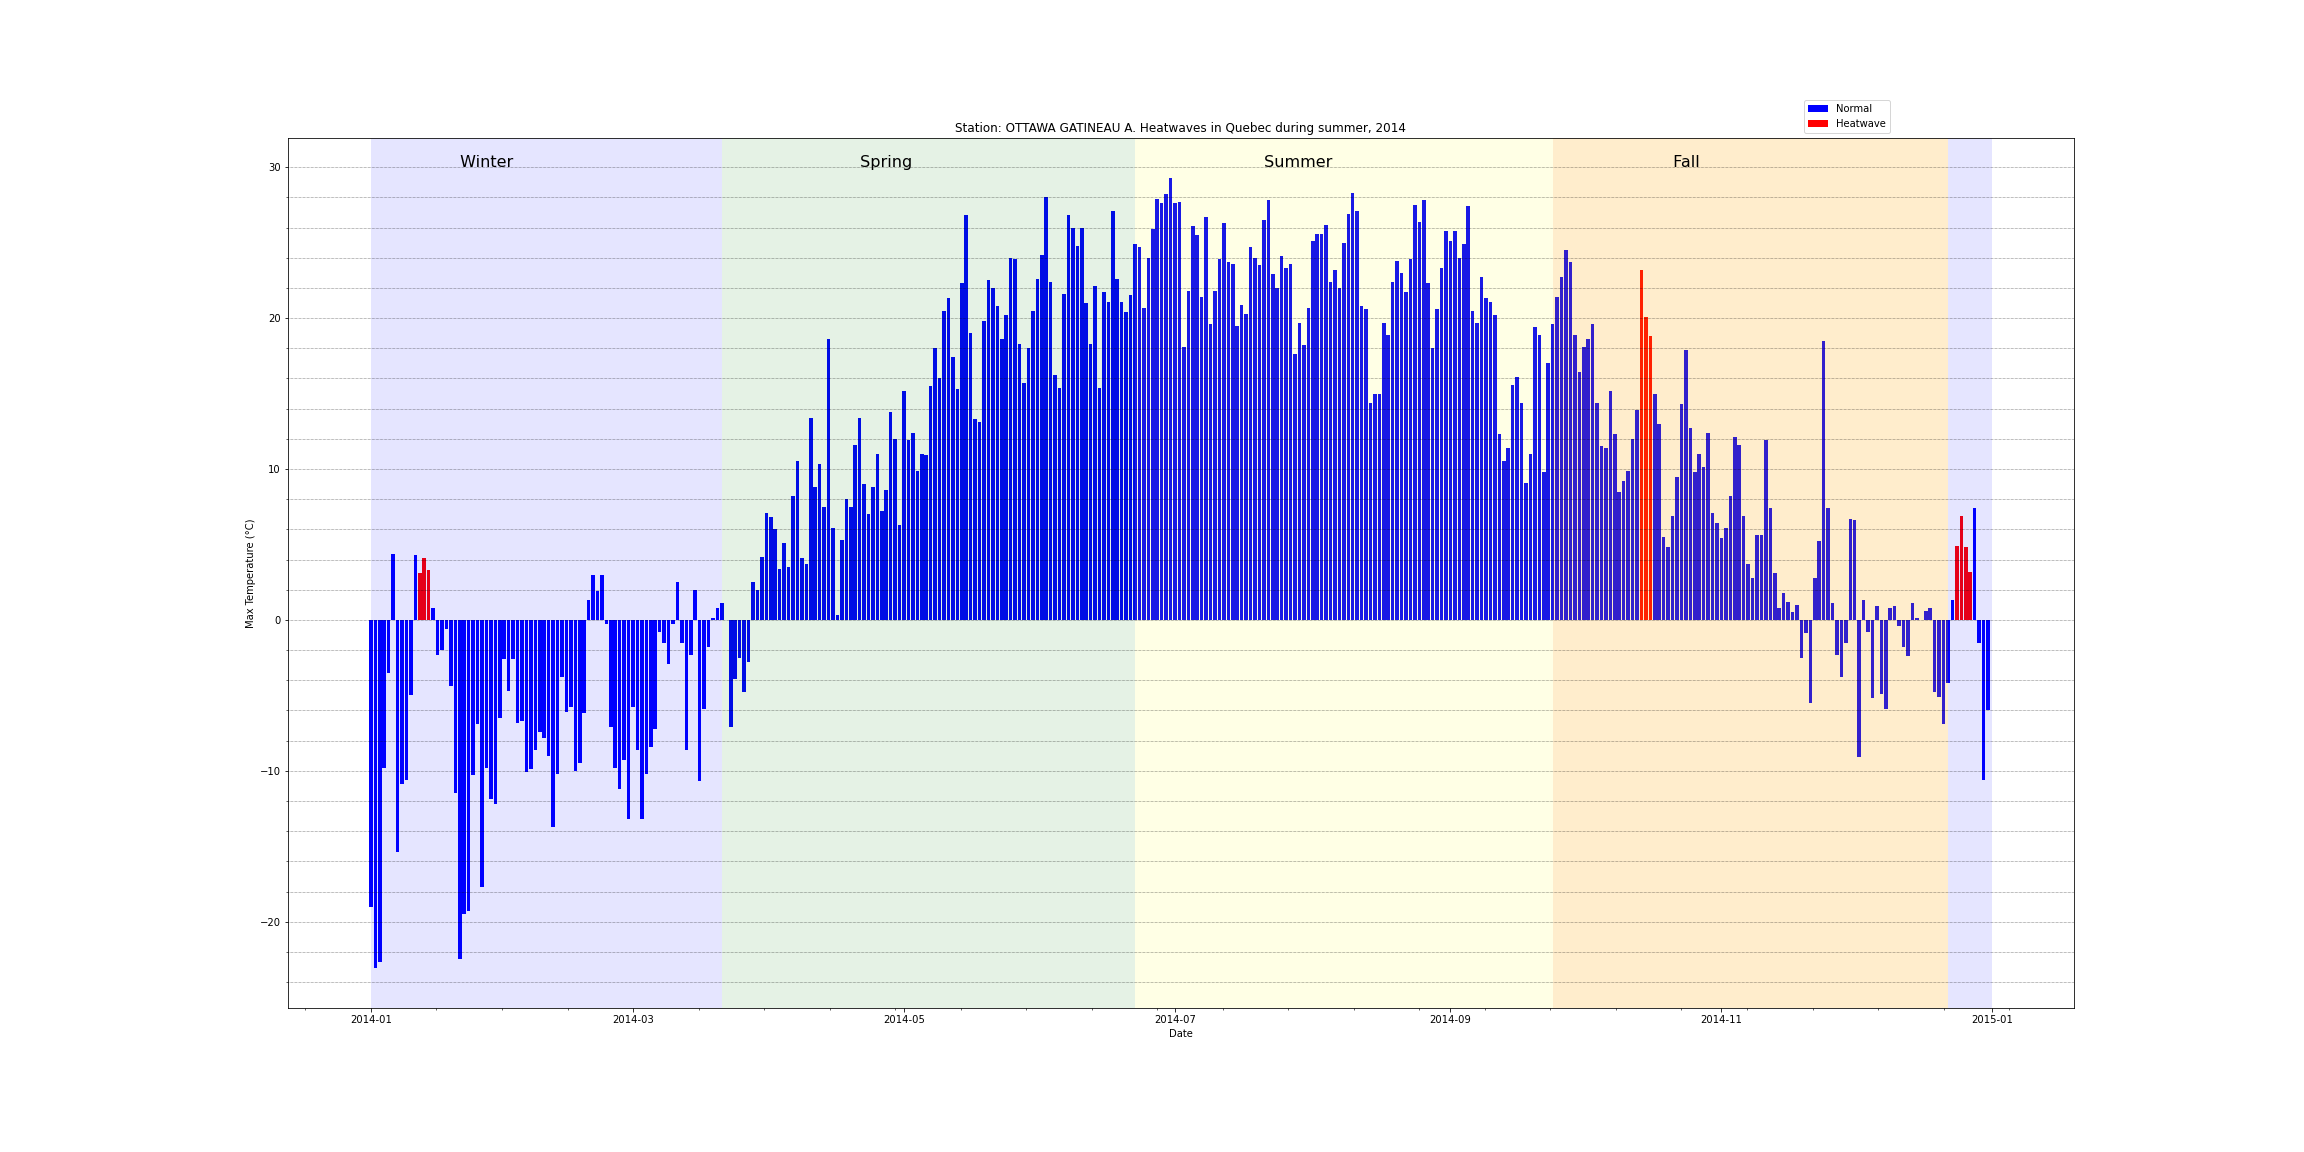 Normal
Heatwave
Station: OTTAWA GATINEAU A. Heatwaves in Quebec during summer, 2014
Winter
Spring
Summer
Fall
30
20
10
0
−10
−20
Max Temperature (°C)
2014-01
2014-03
2014-05
2014-07
2014-09
2014-11
2015-01
Date